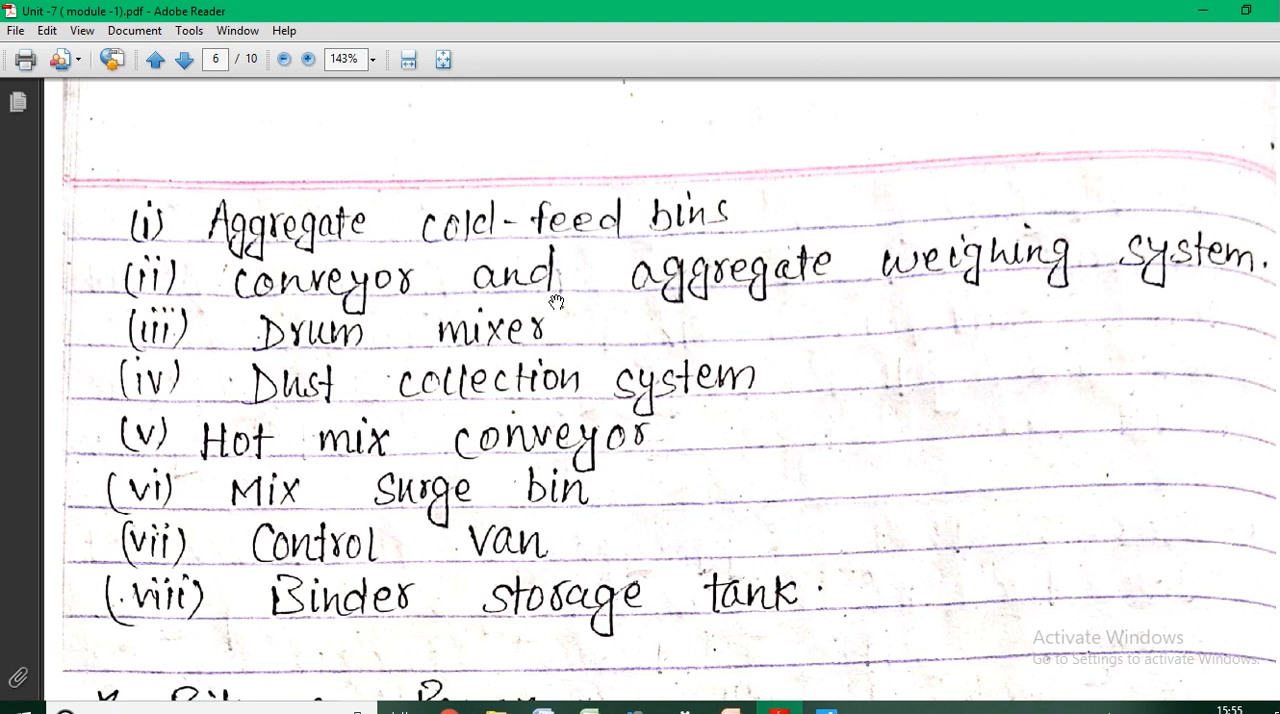 Unit -7 ( module -1).pdf - Adobe Reader
File Edit View Document Tools Window Help
6 / 10 143%
(i) Aggregate cold-feed bins
(ii) conveyor and aggregate weighing system.
(iii) Drum mixer
(iv) Dust collection system
(v) Hot mix conveyor
(vi) Mix surge bin
(vii) Control van
(viii) Binder storage tank.
Activate Windows
Go to Settings to activate Windows.
15:55